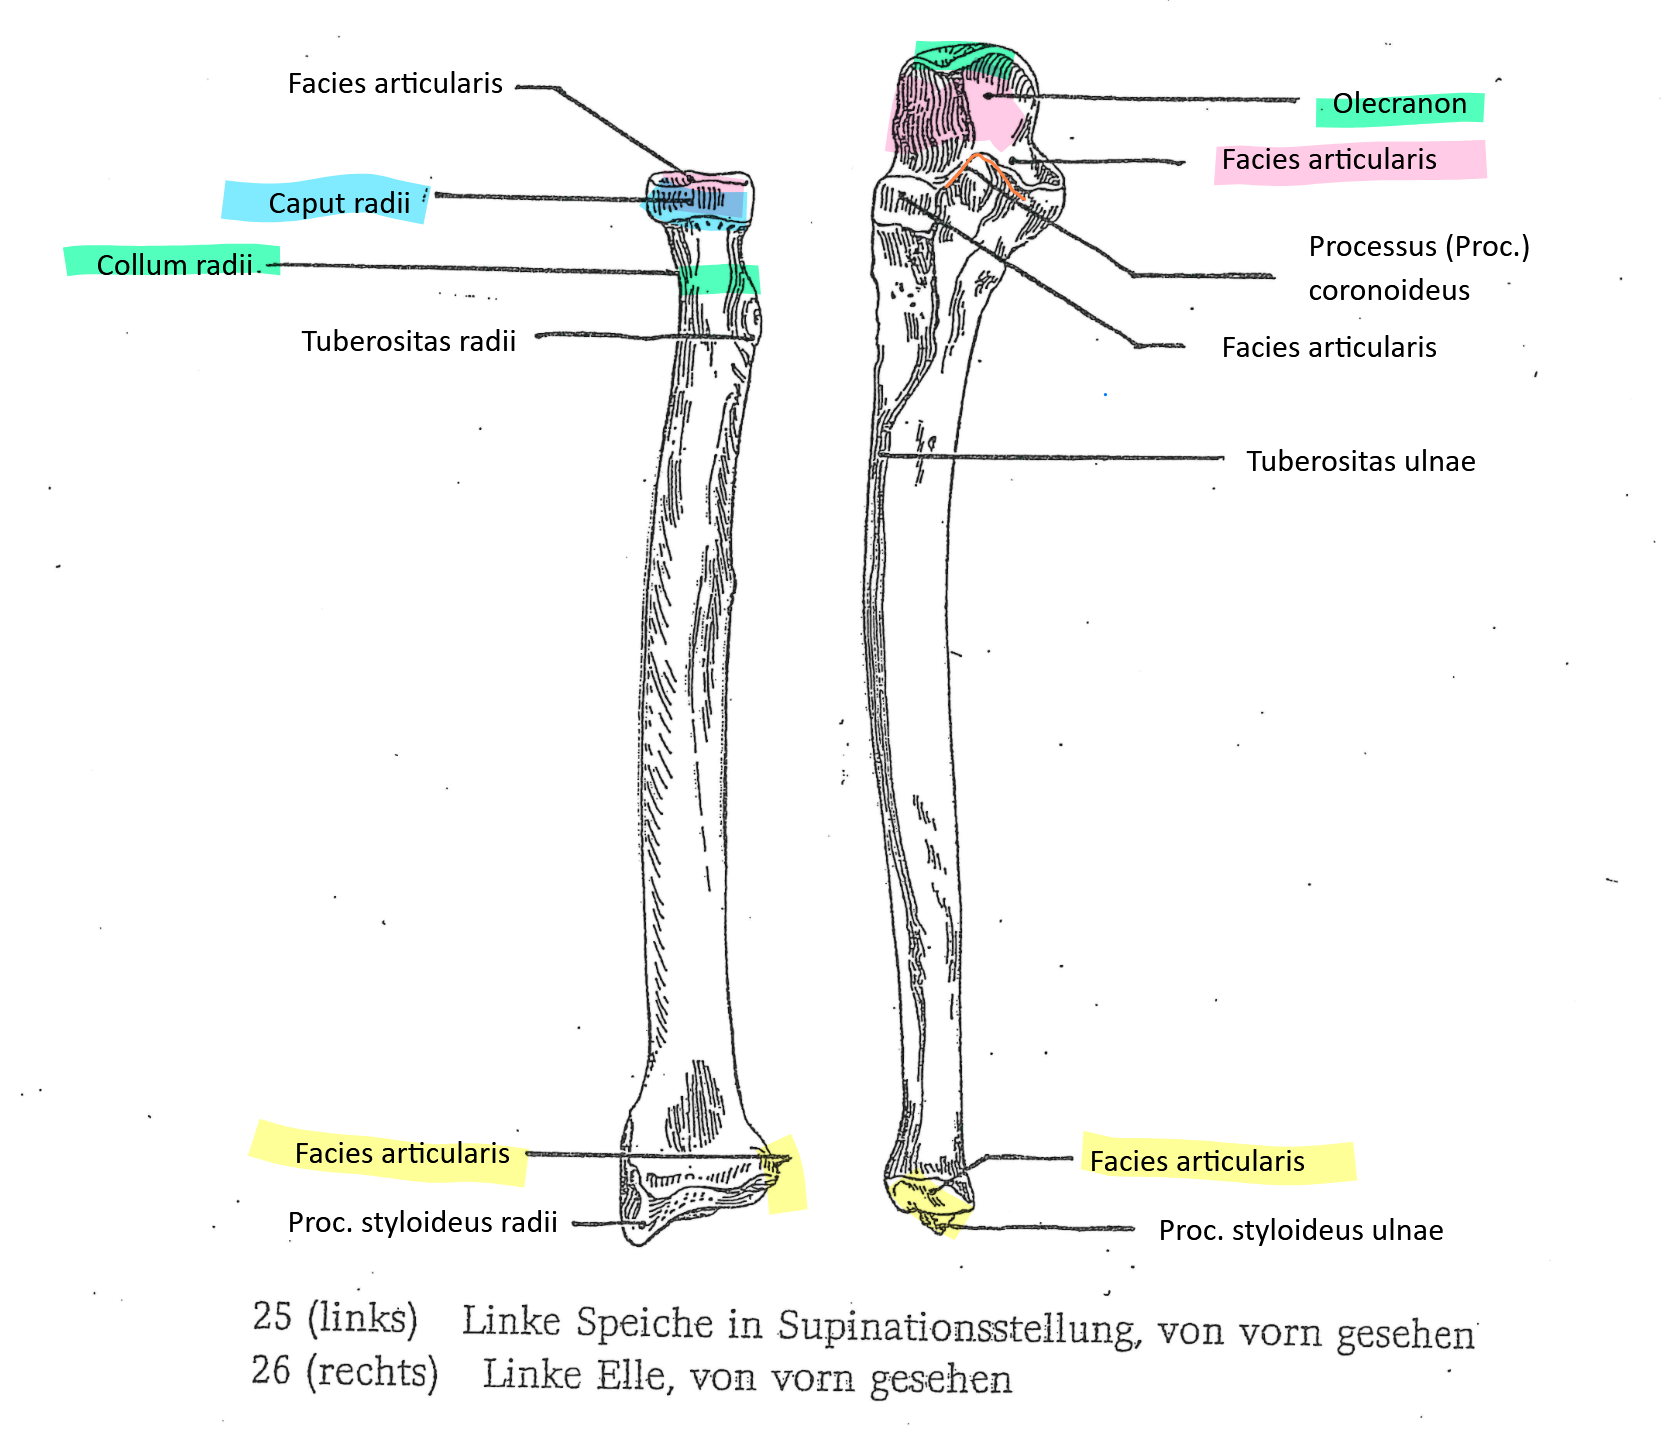 Facies articularis
Caput radii
Collum radii
Tuberositas radii
Facies articularis
Proc. styloideus radii
Olecranon
Facies articularis
Processus (Proc.)
coronoideus
Facies articularis
Tuberositas ulnae
Facies articularis
Proc. styloideus ulnae
25 (links) Linke Speiche in Supinationsstellung, von vorn gesehen
26 (rechts) Linke Elle, von vorn gesehen